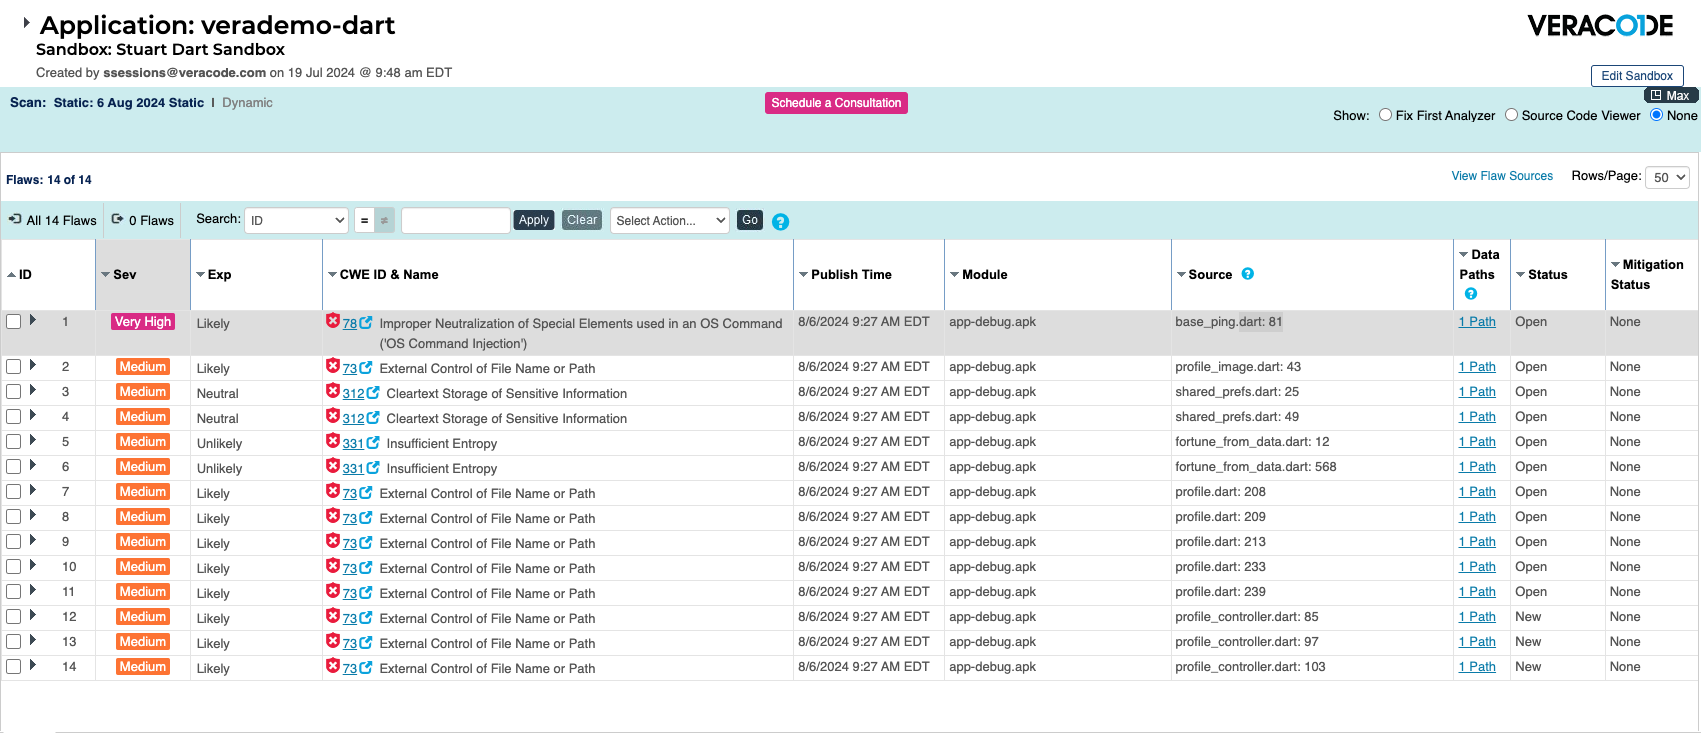 Application: verademo-dart
VERACODE
Sandbox: Stuart Dart Sandbox
Created by ssessions@veracode.com on 19 Jul 2024 @ 9:48 am EDT
Edit Sandbox
Scan: Static: 6 Aug 2024 Static | Dynamic
Schedule a Consultation
Max
Show: Fix First Analyzer Source Code Viewer None
Flaws: 14 of 14
View Flaw Sources Rows/Page: 50
All 14 Flaws 0 Flaws Search: ID = ≠ Apply Clear Select Action... Go ?
ID Sev Exp CWE ID & Name Publish Time Module Source ? Data Paths ? Status Mitigation Status
1 Very High Likely 78 Improper Neutralization of Special Elements used in an OS Command 8/6/2024 9:27 AM EDT app-debug.apk base_ping.dart: 81 1 Path Open None
('OS Command Injection')
2 Medium Likely 73 External Control of File Name or Path 8/6/2024 9:27 AM EDT app-debug.apk profile_image.dart: 43 1 Path Open None
3 Medium Neutral 312 Cleartext Storage of Sensitive Information 8/6/2024 9:27 AM EDT app-debug.apk shared_prefs.dart: 25 1 Path Open None
4 Medium Neutral 312 Cleartext Storage of Sensitive Information 8/6/2024 9:27 AM EDT app-debug.apk shared_prefs.dart: 49 1 Path Open None
5 Medium Unlikely 331 Insufficient Entropy 8/6/2024 9:27 AM EDT app-debug.apk fortune_from_data.dart: 12 1 Path Open None
6 Medium Unlikely 331 Insufficient Entropy 8/6/2024 9:27 AM EDT app-debug.apk fortune_from_data.dart: 568 1 Path Open None
7 Medium Likely 73 External Control of File Name or Path 8/6/2024 9:27 AM EDT app-debug.apk profile.dart: 208 1 Path Open None
8 Medium Likely 73 External Control of File Name or Path 8/6/2024 9:27 AM EDT app-debug.apk profile.dart: 209 1 Path Open None
9 Medium Likely 73 External Control of File Name or Path 8/6/2024 9:27 AM EDT app-debug.apk profile.dart: 213 1 Path Open None
10 Medium Likely 73 External Control of File Name or Path 8/6/2024 9:27 AM EDT app-debug.apk profile.dart: 233 1 Path Open None
11 Medium Likely 73 External Control of File Name or Path 8/6/2024 9:27 AM EDT app-debug.apk profile.dart: 239 1 Path Open None
12 Medium Likely 73 External Control of File Name or Path 8/6/2024 9:27 AM EDT app-debug.apk profile_controller.dart: 85 1 Path New None
13 Medium Likely 73 External Control of File Name or Path 8/6/2024 9:27 AM EDT app-debug.apk profile_controller.dart: 97 1 Path New None
14 Medium Likely 73 External Control of File Name or Path 8/6/2024 9:27 AM EDT app-debug.apk profile_controller.dart: 103 1 Path New None